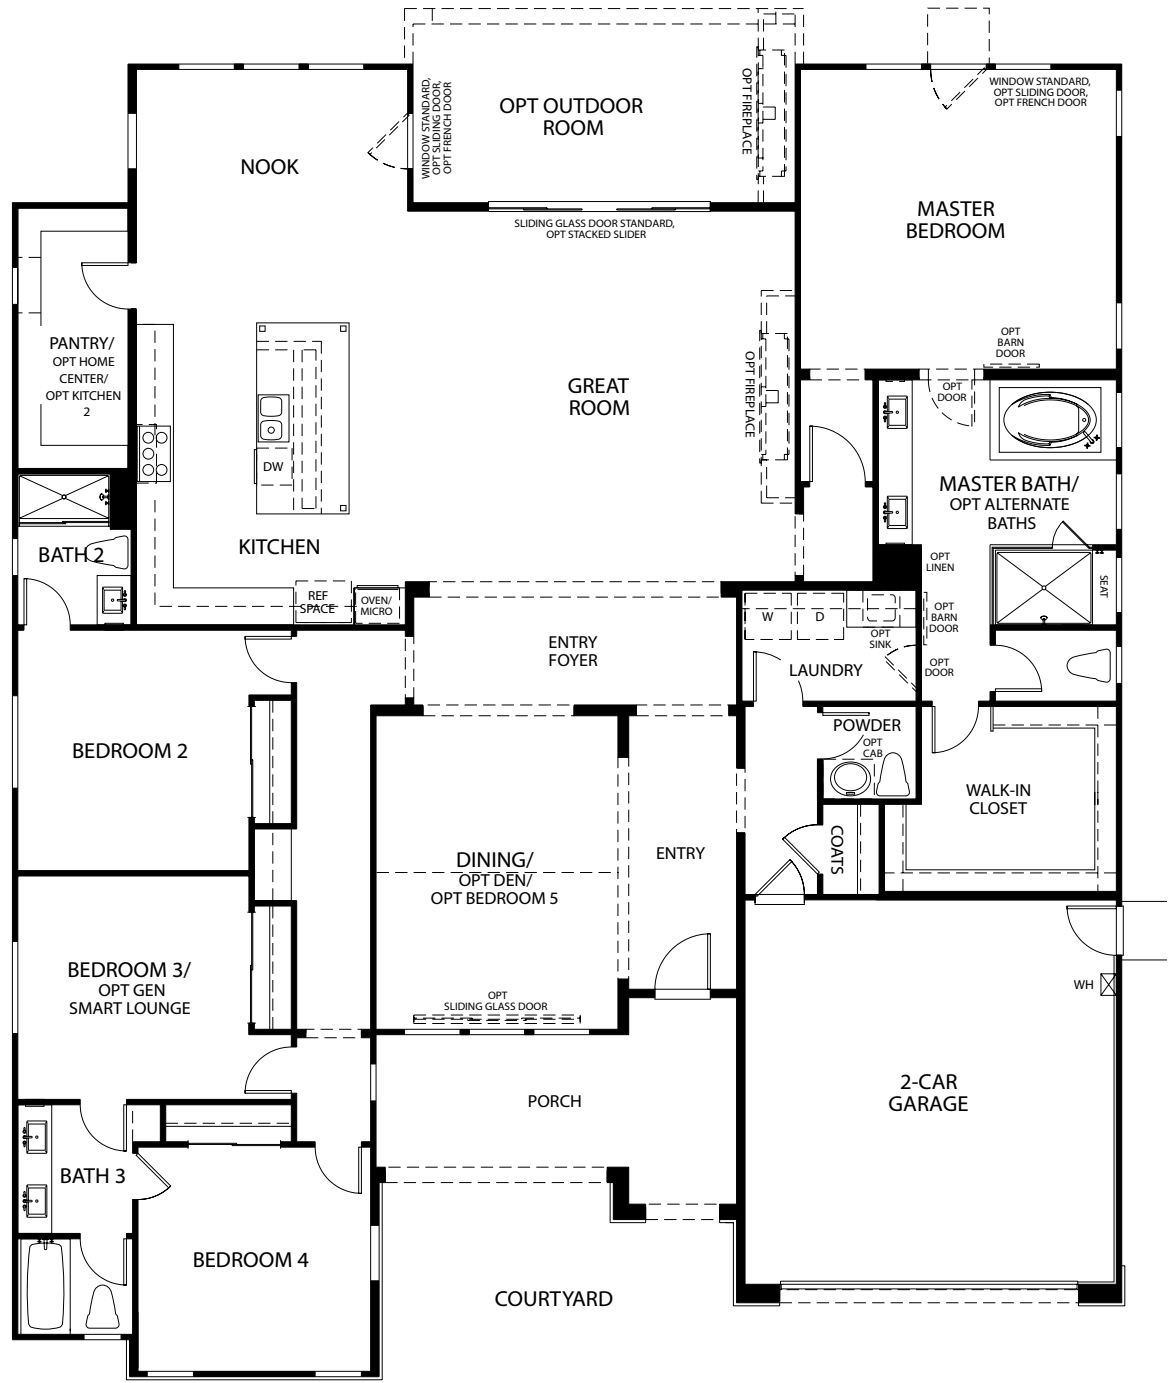 OPT OUTDOOR
ROOM
OPT FIREPLACE
WINDOW STANDARD,
OPT SLIDING DOOR,
OPT FRENCH DOOR
WINDOW STANDARD,
OPT SLIDING DOOR,
OPT FRENCH DOOR
NOOK
SLIDING GLASS DOOR STANDARD,
OPT STACKED SLIDER
MASTER
BEDROOM
PANTRY/
OPT HOME
CENTER/
OPT KITCHEN
2
GREAT
ROOM
OPT FIREPLACE
OPT
BARN
DOOR
OPT
DOOR
DW
KITCHEN
MASTER BATH/
OPT ALTERNATE
BATHS
BATH 2
OPT
LINEN
SEAT
REF
SPACE
OVEN/
MICRO
ENTRY
FOYER
W
D
OPT
SINK
OPT
BARN
DOOR
LAUNDRY
OPT
DOOR
BEDROOM 2
POWDER
OPT
CAB
WALK-IN
CLOSET
DINING/
OPT DEN/
OPT BEDROOM 5
ENTRY
COATS
BEDROOM 3/
OPT GEN
SMART LOUNGE
OPT
SLIDING GLASS DOOR
WH
2-CAR
GARAGE
PORCH
BATH 3
BEDROOM 4
COURTYARD